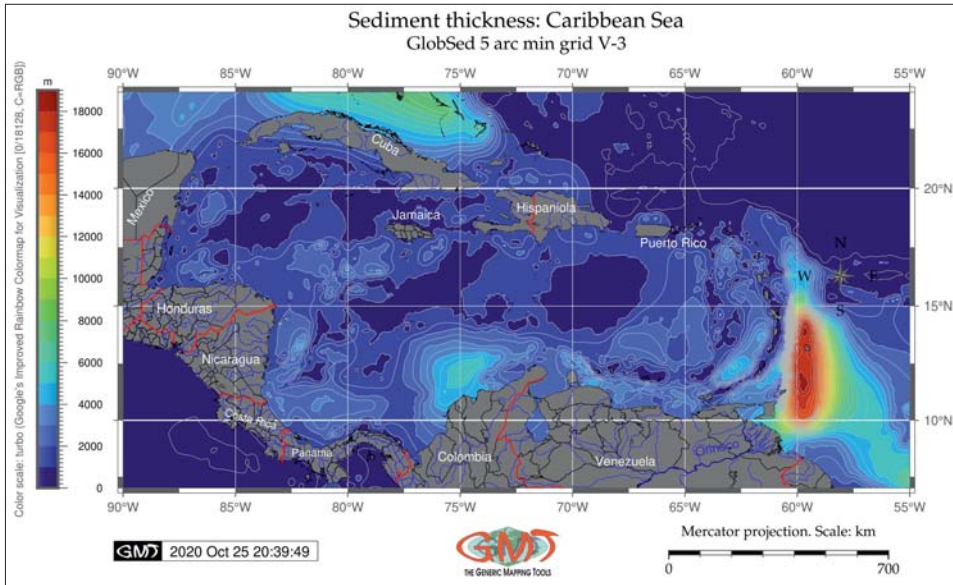 Sediment thickness: Caribbean Sea
GlobSed 5 arc min grid V-3
90°W 85°W 80°W 75°W 70°W 65°W 60°W 55°W
Color scale: turbo (Google's Improved Rainbow Colormap for Visualization [0/18128, C=RGB])
m
18000
16000
14000
12000
10000
8000
6000
4000
2000
0
Cuba
20°N
Mexico
Jamaica
Hispaniola
Puerto Rico
N
W E
S
15°N
Honduras
Nicaragua
Costa Rica
10°N
Panama
Colombia
Venezuela
Orinoco
90°W 85°W 80°W 75°W 70°W 65°W 60°W 55°W
GMT 2020 Oct 25 20:39:49
GMT
THE GENERIC MAPPING TOOLS
Mercator projection. Scale: km
0 700